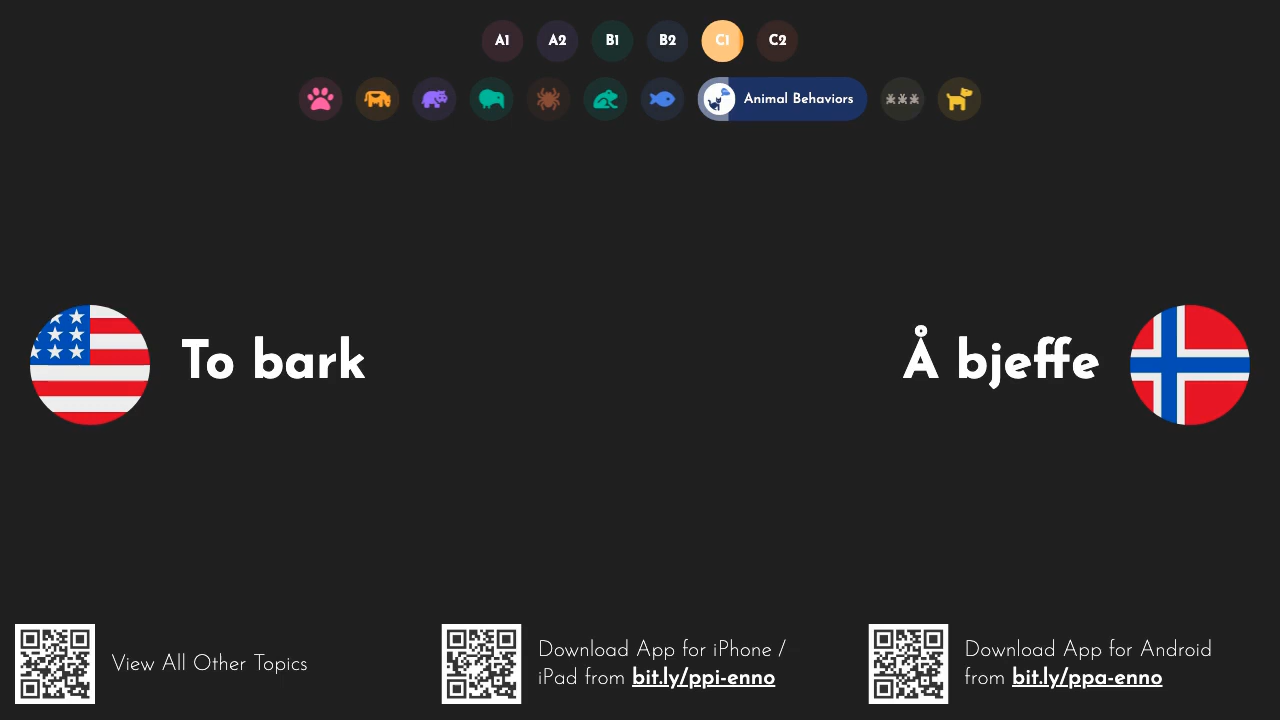 A1 A2 B1 B2 C1 C2
Animal Behaviors
To bark
Å bjeffe
View All Other Topics
Download App for iPhone /
iPad from bit.ly/ppi-enno
Download App for Android
from bit.ly/ppa-enno